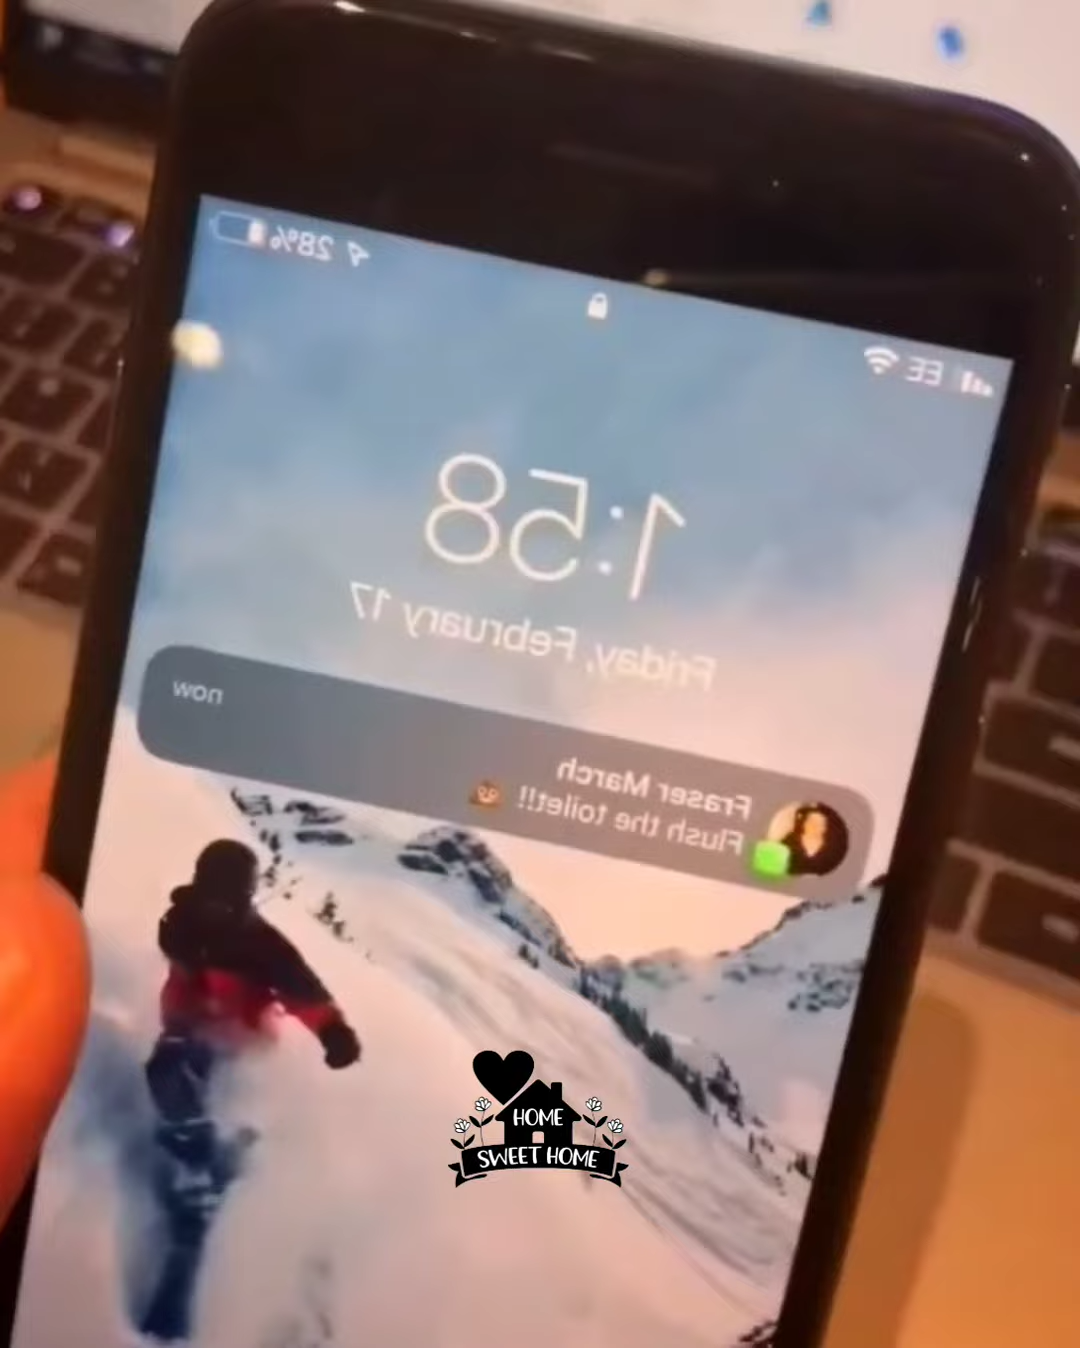 EE 28%
1:58
Friday, February 17
now
Fraser March
Flush the toilet!! 💩
HOME
SWEET HOME